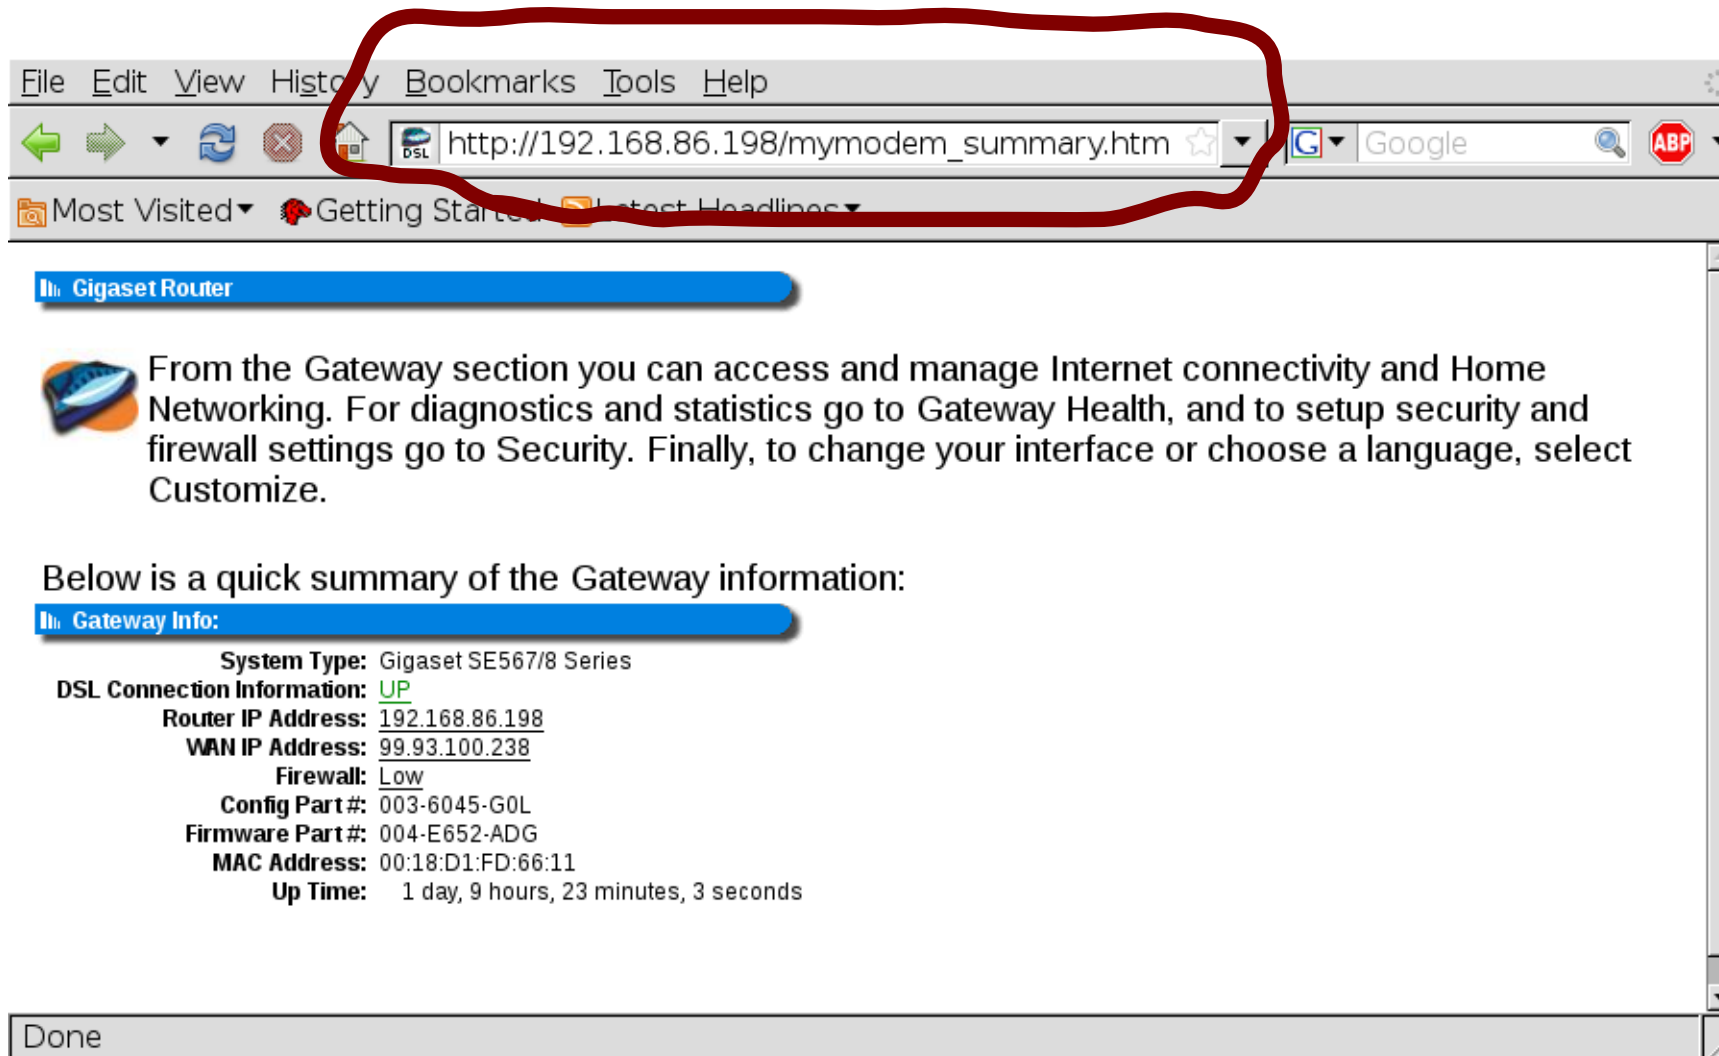 File Edit View History Bookmarks Tools Help
DSL http://192.168.86.198/mymodem_summary.htm G Google ABP
Most Visited Getting Started Latest Headlines
Gigaset Router
From the Gateway section you can access and manage Internet connectivity and Home
Networking. For diagnostics and statistics go to Gateway Health, and to setup security and
firewall settings go to Security. Finally, to change your interface or choose a language, select
Customize.
Below is a quick summary of the Gateway information:
Gateway Info:
System Type: Gigaset SE567/8 Series
DSL Connection Information: UP
Router IP Address: 192.168.86.198
WAN IP Address: 99.93.100.238
Firewall: Low
Config Part #: 003-6045-G0L
Firmware Part #: 004-E652-ADG
MAC Address: 00:18:D1:FD:66:11
Up Time: 1 day, 9 hours, 23 minutes, 3 seconds
Done